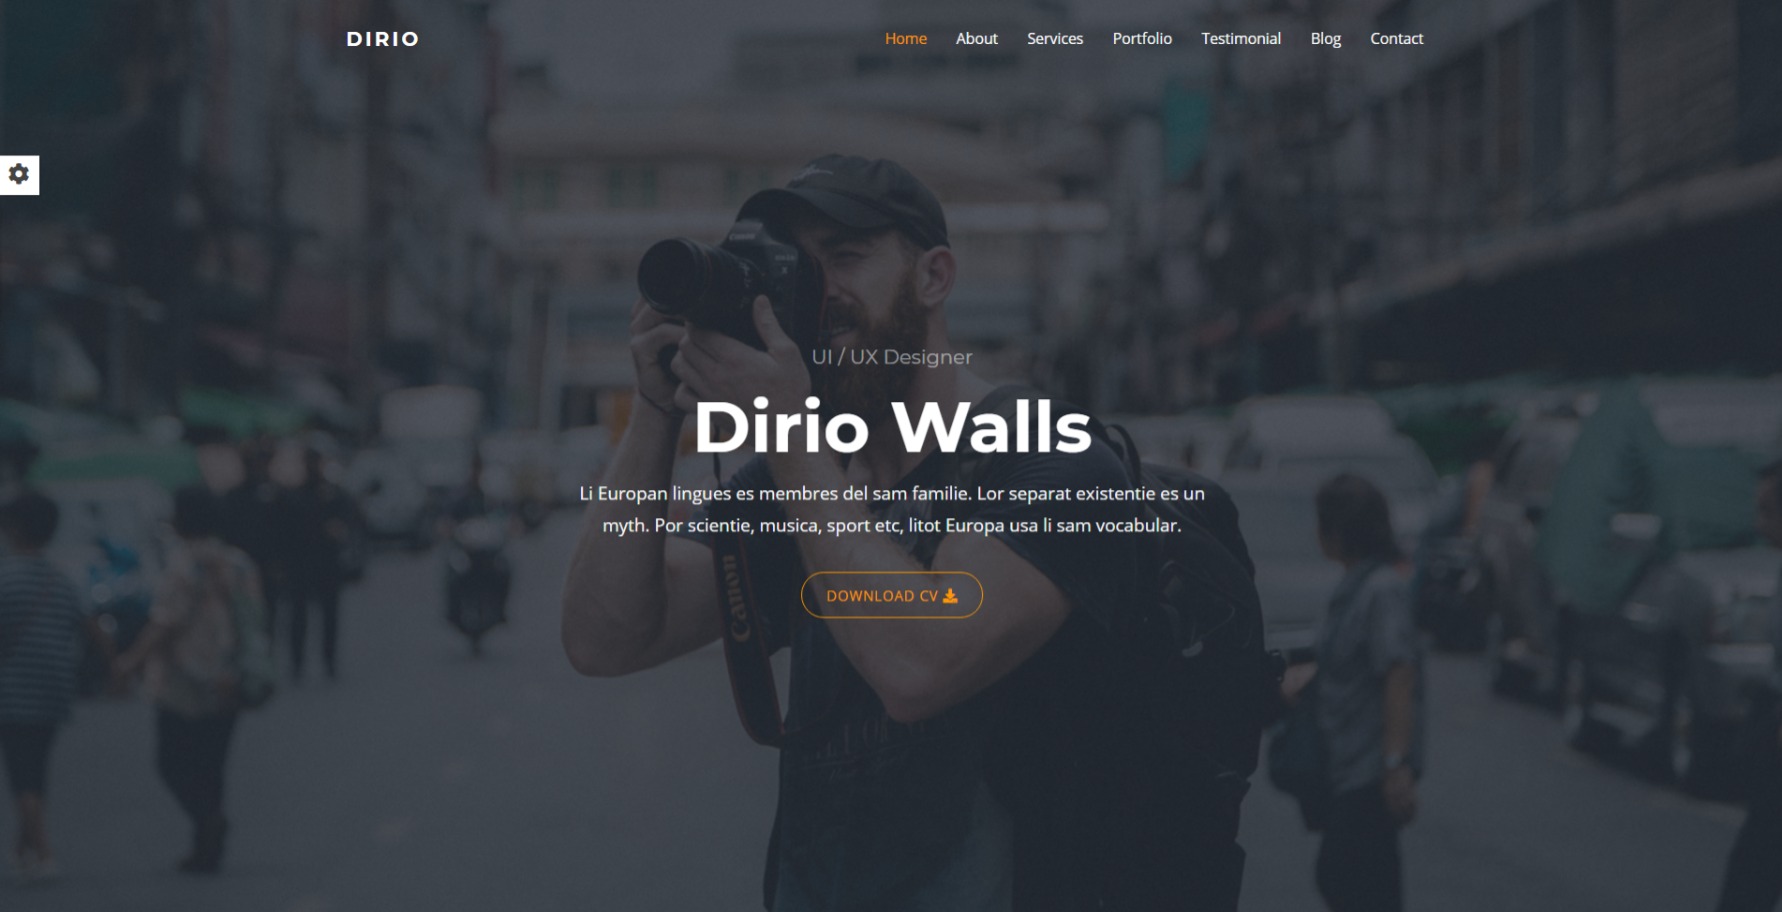 DIRIO
Home About Services Portfolio Testimonial Blog Contact
Canon
UI / UX Designer
Dirio Walls
Li Europan lingues es membres del sam familie. Lor separat existentie es un
myth. Por scientie, musica, sport etc, litot Europa usa li sam vocabular.
DOWNLOAD CV
Canon